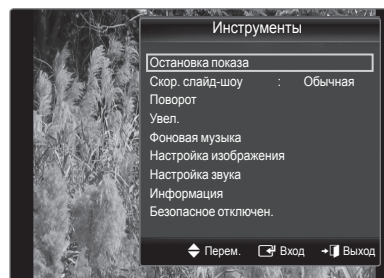 Инструменты
Остановка показа
Скор. слайд-шоу : Обычная
Поворот
Увел.
Фоновая музыка
Настройка изображения
Настройка звука
Информация
Безопасное отключен.
Перем. Вход Выход